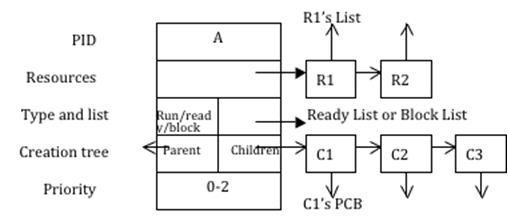 R1's List
PID A
Resources R1 R2
Type and list Run/read
y/block Ready List or Block List
Creation tree Parent Children C1 C2 C3
Priority 0-2
C1's PCB